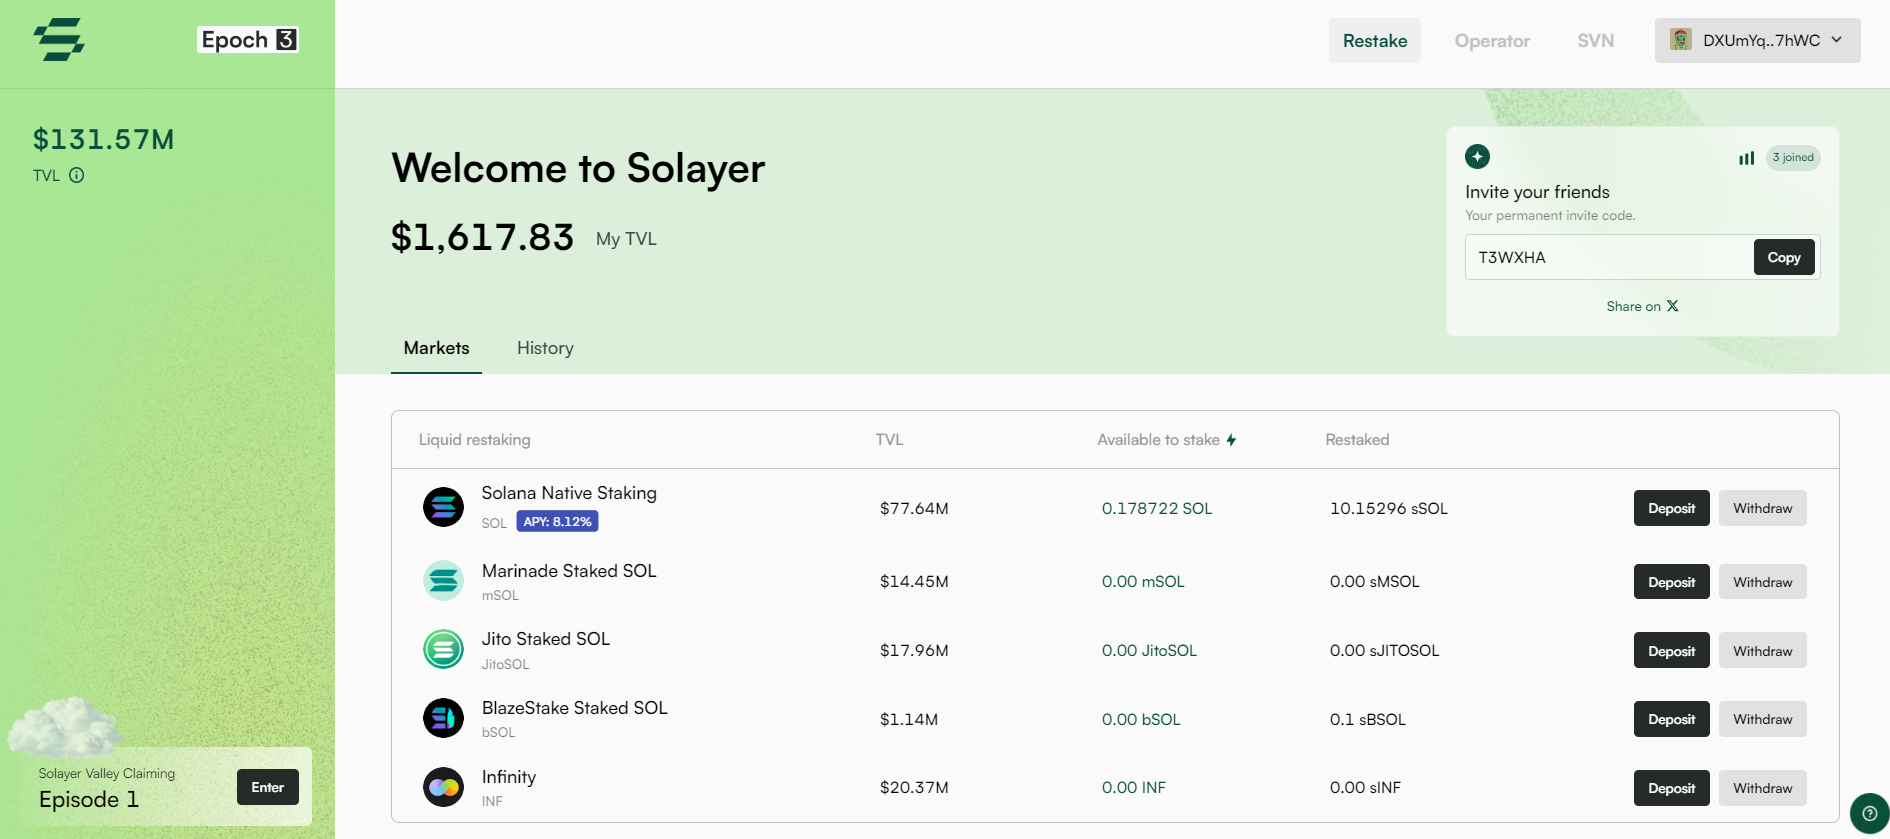 Epoch 3
Restake
Operator
SVN
DXUmYq..7hWC
$131.57M
TVL
Welcome to Solayer
$1,617.83 My TVL
3 joined
Invite your friends
Your permanent invite code.
T3WXHA
Copy
Share on X
Markets
History
Liquid restaking
TVL
Available to stake
Restaked
Solana Native Staking
SOL APY: 8.12%
$77.64M
0.178722 SOL
10.15296 sSOL
Deposit
Withdraw
Marinade Staked SOL
mSOL
$14.45M
0.00 mSOL
0.00 sMSOL
Deposit
Withdraw
Jito Staked SOL
JitoSOL
$17.96M
0.00 JitoSOL
0.00 sJITOSOL
Deposit
Withdraw
BlazeStake Staked SOL
bSOL
$1.14M
0.00 bSOL
0.1 sBSOL
Deposit
Withdraw
Infinity
INF
$20.37M
0.00 INF
0.00 sINF
Deposit
Withdraw
Solayer Valley Claiming
Episode 1
Enter